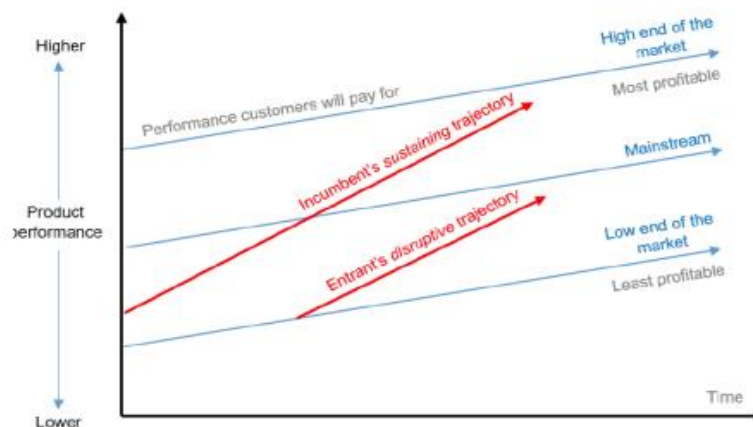 Higher
High end of the
market
Performance customers will pay for
Most profitable
Incumbent's sustaining trajectory
Mainstream
Product
performance
Low end of the
market
Entrant's disruptive trajectory
Least profitable
Time
Lower